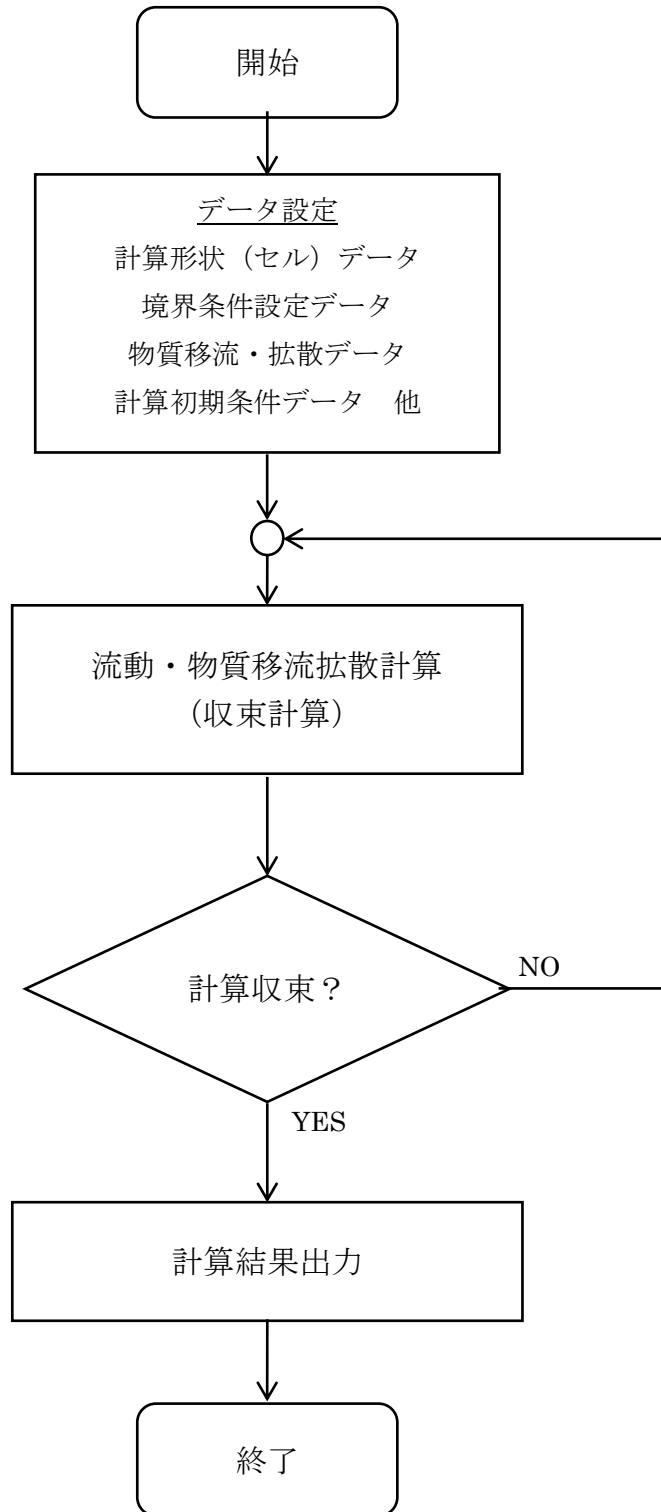 開始
データ設定
計算形状（セル）データ
境界条件設定データ
物質移流・拡散データ
計算初期条件データ　他
流動・物質移流拡散計算
（収束計算）
計算収束？
NO
YES
計算結果出力
終了